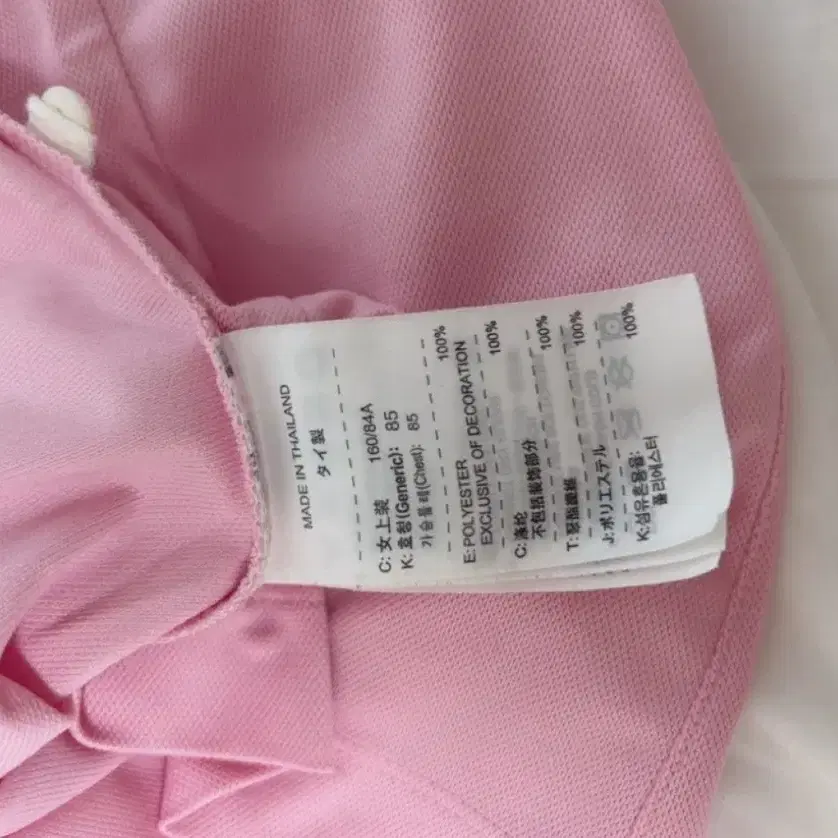 MADE IN THAILAND
タイ製
C: 女上装 160/84A
K: 호칭(Generic): 85
가슴둘레(Chest): 85
E: POLYESTER 100%
EXCLUSIVE OF DECORATION
C: 涤纶 100%
不包括装饰部分
T: 聚酯纖維 100%
J: ポリエステル 100%
K: 섬유혼용율:
폴리에스터 100%